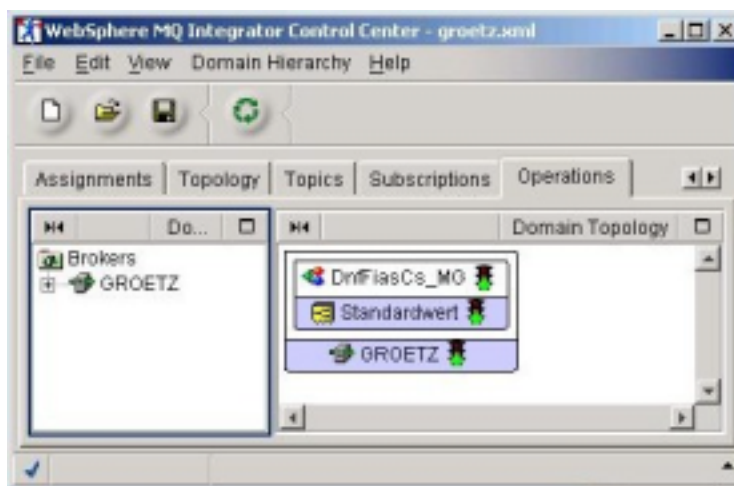 WebSphere MQ Integrator Control Center - groetz.xml
File Edit View Domain Hierarchy Help
Assignments Topology Topics Subscriptions Operations
Do... Domain Topology
Brokers
GROETZ
DnfFiasCs_MG
Standardwert
GROETZ